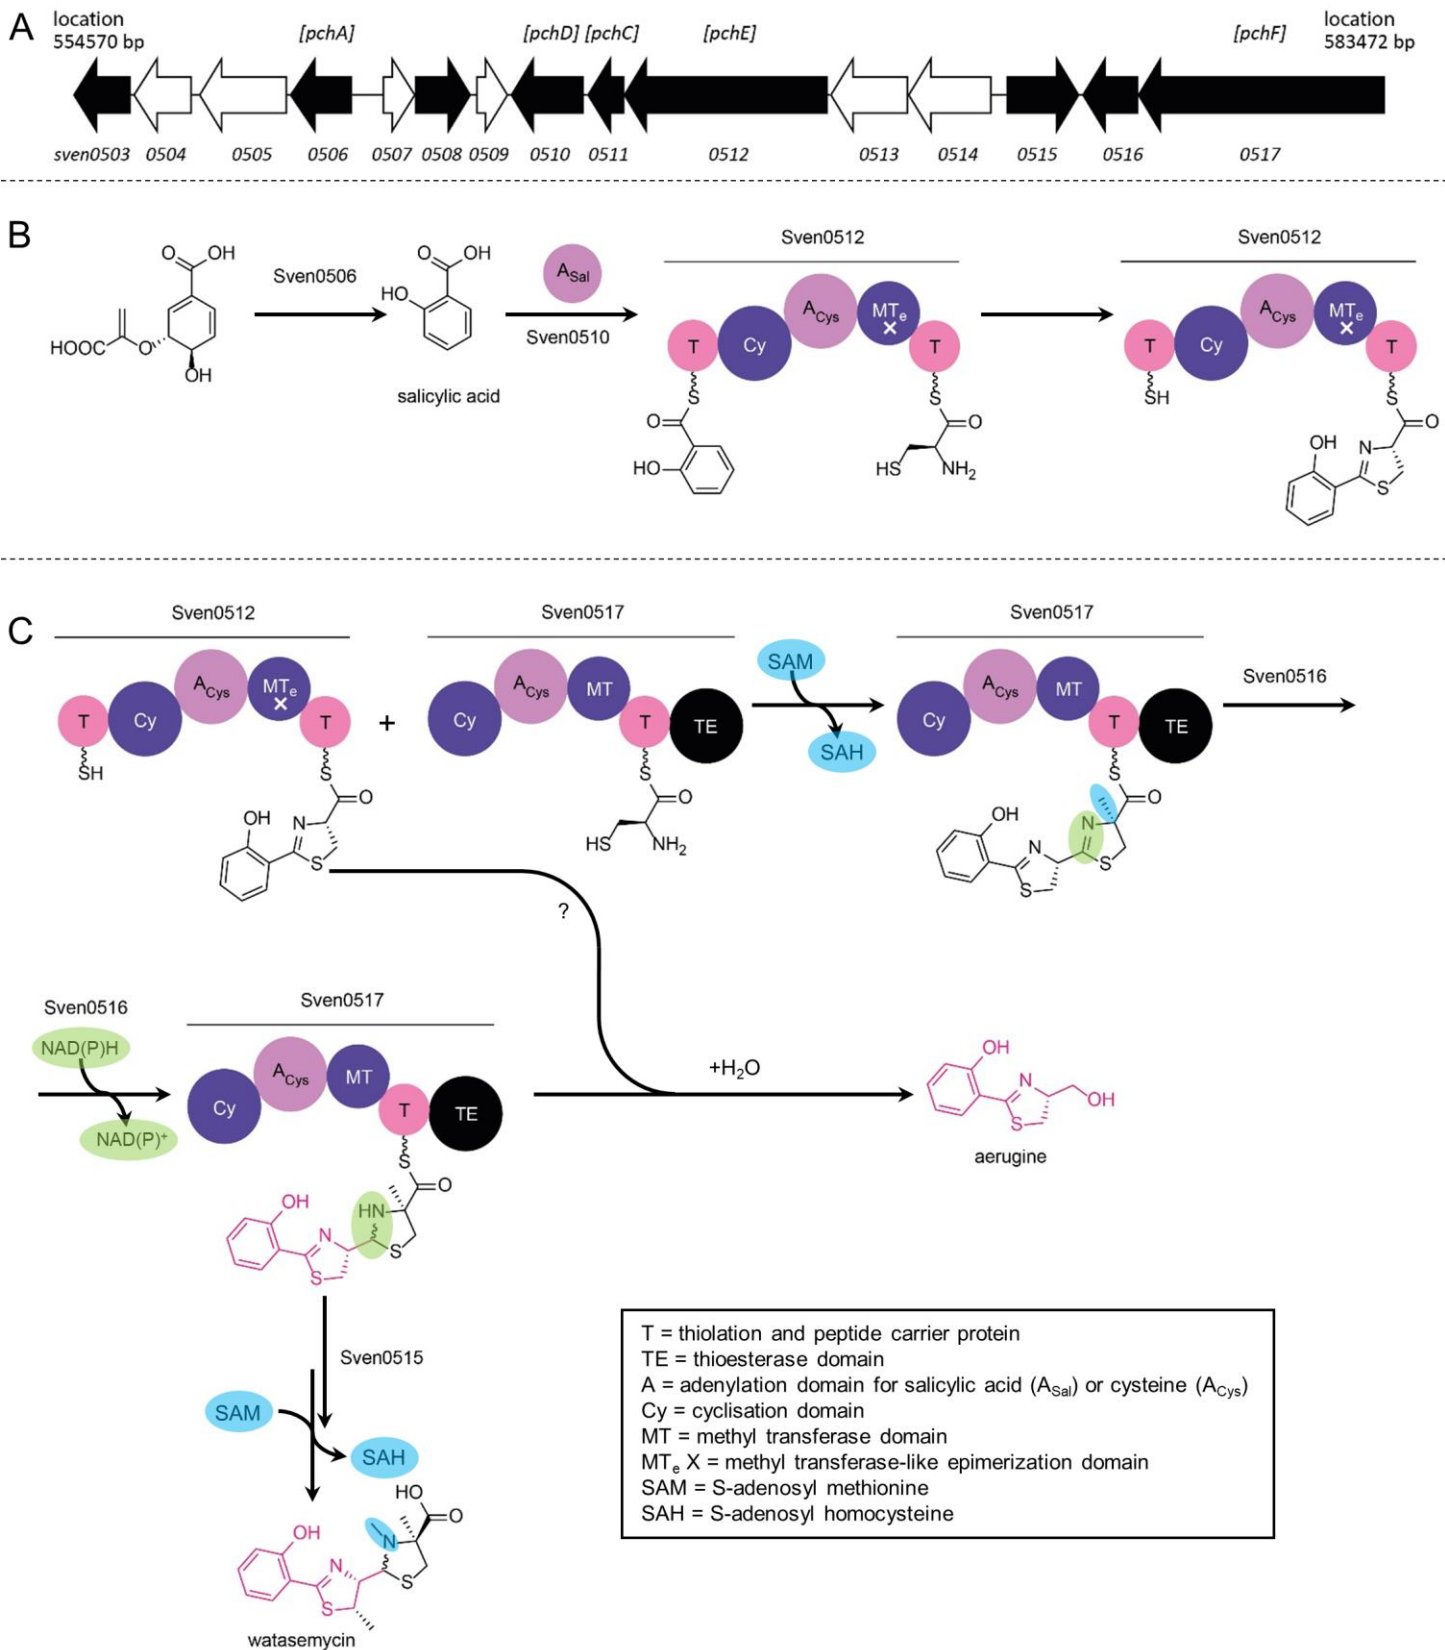 A
location
554570 bp
[pchA]
[pchD] [pchC]
[pchE]
[pchF]
location
583472 bp
sven0503 0504 0505 0506 0507 0508 0509 0510 0511 0512 0513 0514 0515 0516 0517
B
O
OH
HOOC
O
OH
Sven0506
O
OH
HO
salicylic acid
ASal
Sven0510
Sven0512
T Cy ACys MTe X T
S
O
HO
S
O
HS
NH2
Sven0512
T Cy ACys MTe X T
SH
S
O
OH
N
S
C
Sven0512
T Cy ACys MTe X T
SH
S
O
OH
N
S
+
Sven0517
Cy ACys MT T TE
S
O
HS
NH2
SAM
SAH
Sven0517
Cy ACys MT T TE
S
O
OH
N
S
N
S
Sven0516
?
Sven0516
NAD(P)H
NAD(P)+
Sven0517
Cy ACys MT T TE
S
O
OH
N
S
HN
S
+H2O
OH
N
OH
S
aerugine
Sven0515
SAM
SAH
HO
O
OH
N
N
S
S
watasemycin
T = thiolation and peptide carrier protein
TE = thioesterase domain
A = adenylation domain for salicylic acid (ASal) or cysteine (ACys)
Cy = cyclisation domain
MT = methyl transferase domain
MTe X = methyl transferase-like epimerization domain
SAM = S-adenosyl methionine
SAH = S-adenosyl homocysteine